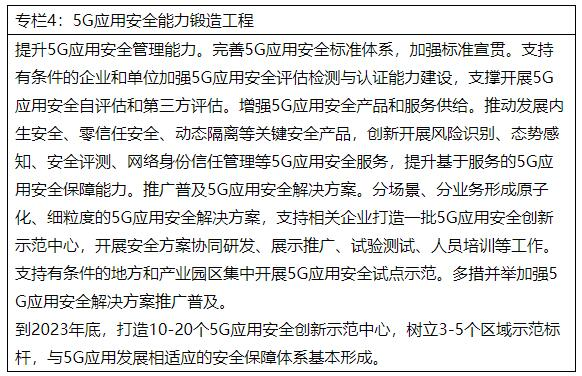 专栏4：5G应用安全能力锻造工程
提升5G应用安全管理能力。完善5G应用安全标准体系，加强标准宣贯。支持
有条件的企业和单位加强5G应用安全评估检测与认证能力建设，支撑开展5G
应用安全自评估和第三方评估。增强5G应用安全产品和服务供给。推动发展内
生安全、零信任安全、动态隔离等关键安全产品，创新开展风险识别、态势感
知、安全评测、网络身份信任管理等5G应用安全服务，提升基于服务的5G应
用安全保障能力。推广普及5G应用安全解决方案。分场景、分业务形成原子
化、细粒度的5G应用安全解决方案，支持相关企业打造一批5G应用安全创新
示范中心，开展安全方案协同研发、展示推广、试验测试、人员培训等工作。
支持有条件的地方和产业园区集中开展5G应用安全试点示范。多措并举加强5
G应用安全解决方案推广普及。
到2023年底，打造10-20个5G应用安全创新示范中心，树立3-5个区域示范标
杆，与5G应用发展相适应的安全保障体系基本形成。